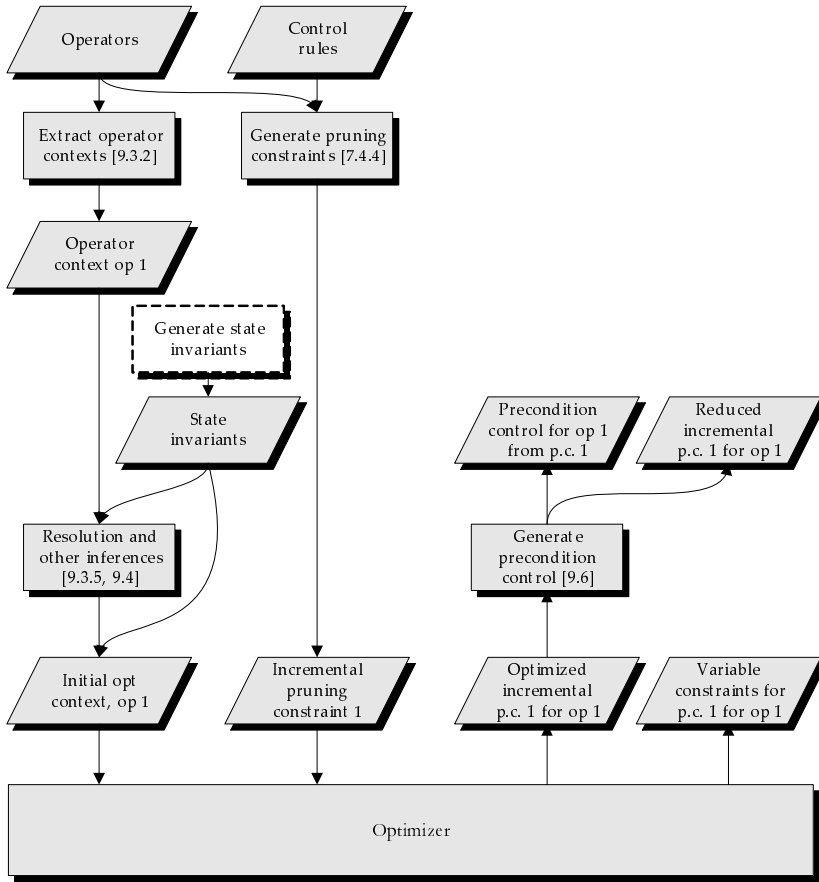 Operators
Control
rules
Extract operator
contexts [9.3.2]
Generate pruning
constraints [7.4.4]
Operator
context op 1
Generate state
invariants
State
invariants
Precondition
control for op 1
from p.c. 1
Reduced
incremental
p.c. 1 for op 1
Resolution and
other inferences
[9.3.5, 9.4]
Generate
precondition
control [9.6]
Initial opt
context, op 1
Incremental
pruning
constraint 1
Optimized
incremental
p.c. 1 for op 1
Variable
constraints for
p.c. 1 for op 1
Optimizer